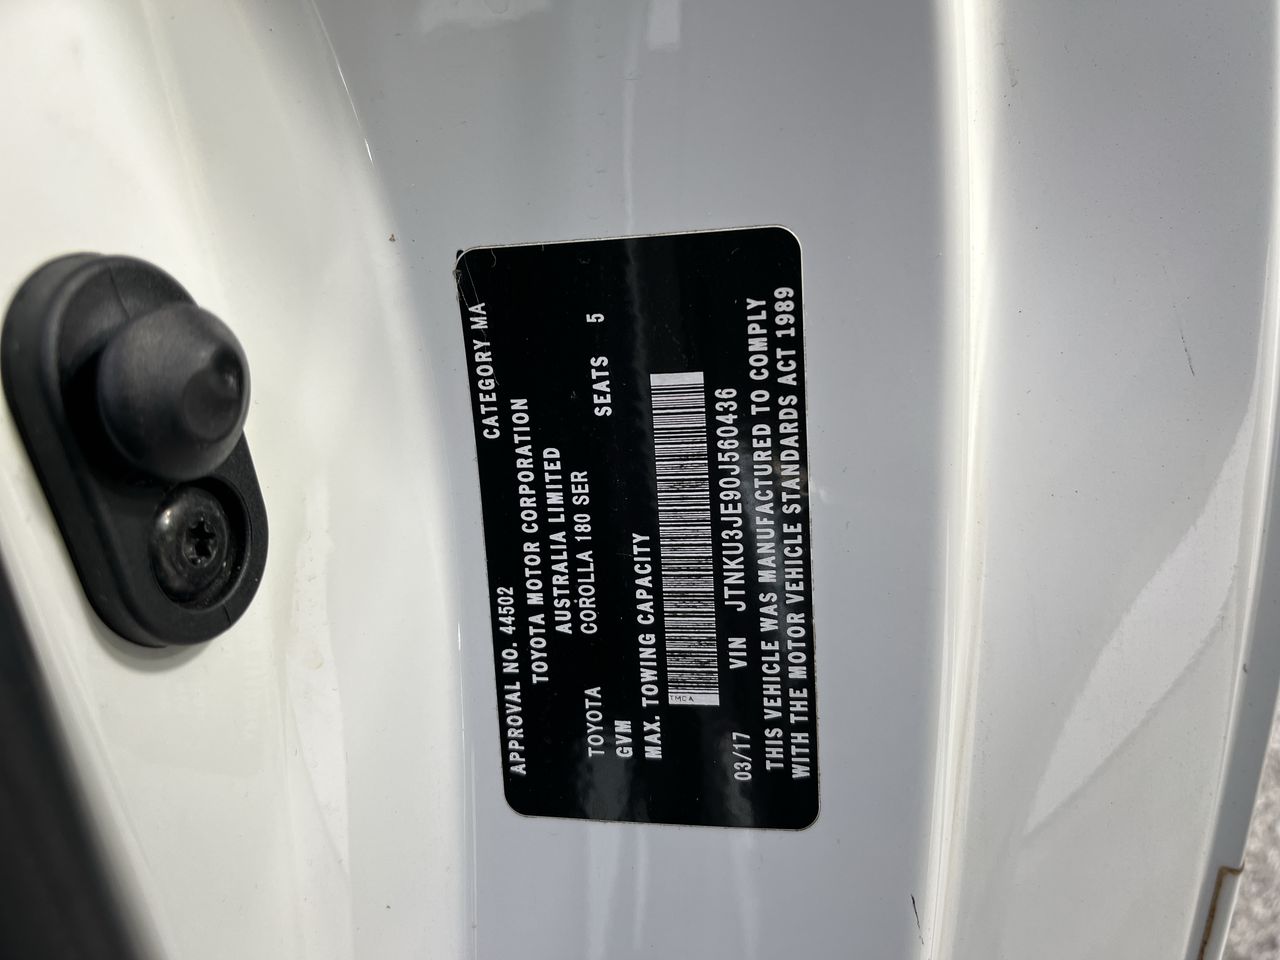 APPROVAL NO. 44502 CATEGORY MA
TOYOTA MOTOR CORPORATION
AUSTRALIA LIMITED
TOYOTA COROLLA 180 SER
GVM SEATS 5
MAX. TOWING CAPACITY
TMCA
03/17 VIN JTNKU3JE90J560436
THIS VEHICLE WAS MANUFACTURED TO COMPLY
WITH THE MOTOR VEHICLE STANDARDS ACT 1989